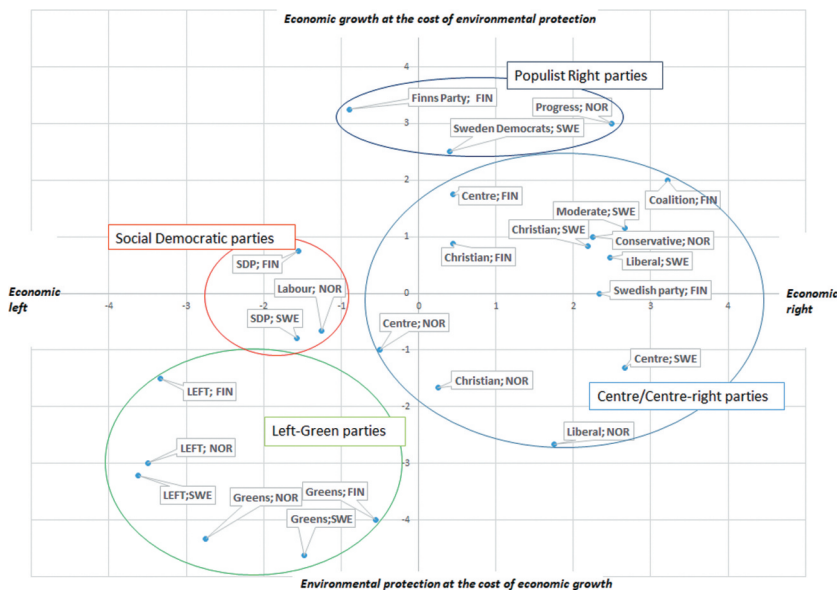 Economic growth at the cost of environmental protection
4
Populist Right parties
Finns Party; FIN
Progress; NOR
3
Sweden Democrats; SWE
2
Centre; FIN
Coalition; FIN
Moderate; SWE
Christian; SWE
Social Democratic parties
1
Conservative; NOR
SDP; FIN
Christian; FIN
Liberal; SWE
Economic
left
Labour; NOR
0
Swedish party; FIN
Economic
right
-4
-3
-2
-1
0
1
2
3
4
SDP; SWE
Centre; NOR
-1
Centre; SWE
LEFT; FIN
Christian; NOR
Centre/Centre-right parties
-2
Left-Green parties
Liberal; NOR
LEFT; NOR
-3
LEFT;SWE
Greens; NOR
Greens; FIN
-4
Greens;SWE
Environmental protection at the cost of economic growth